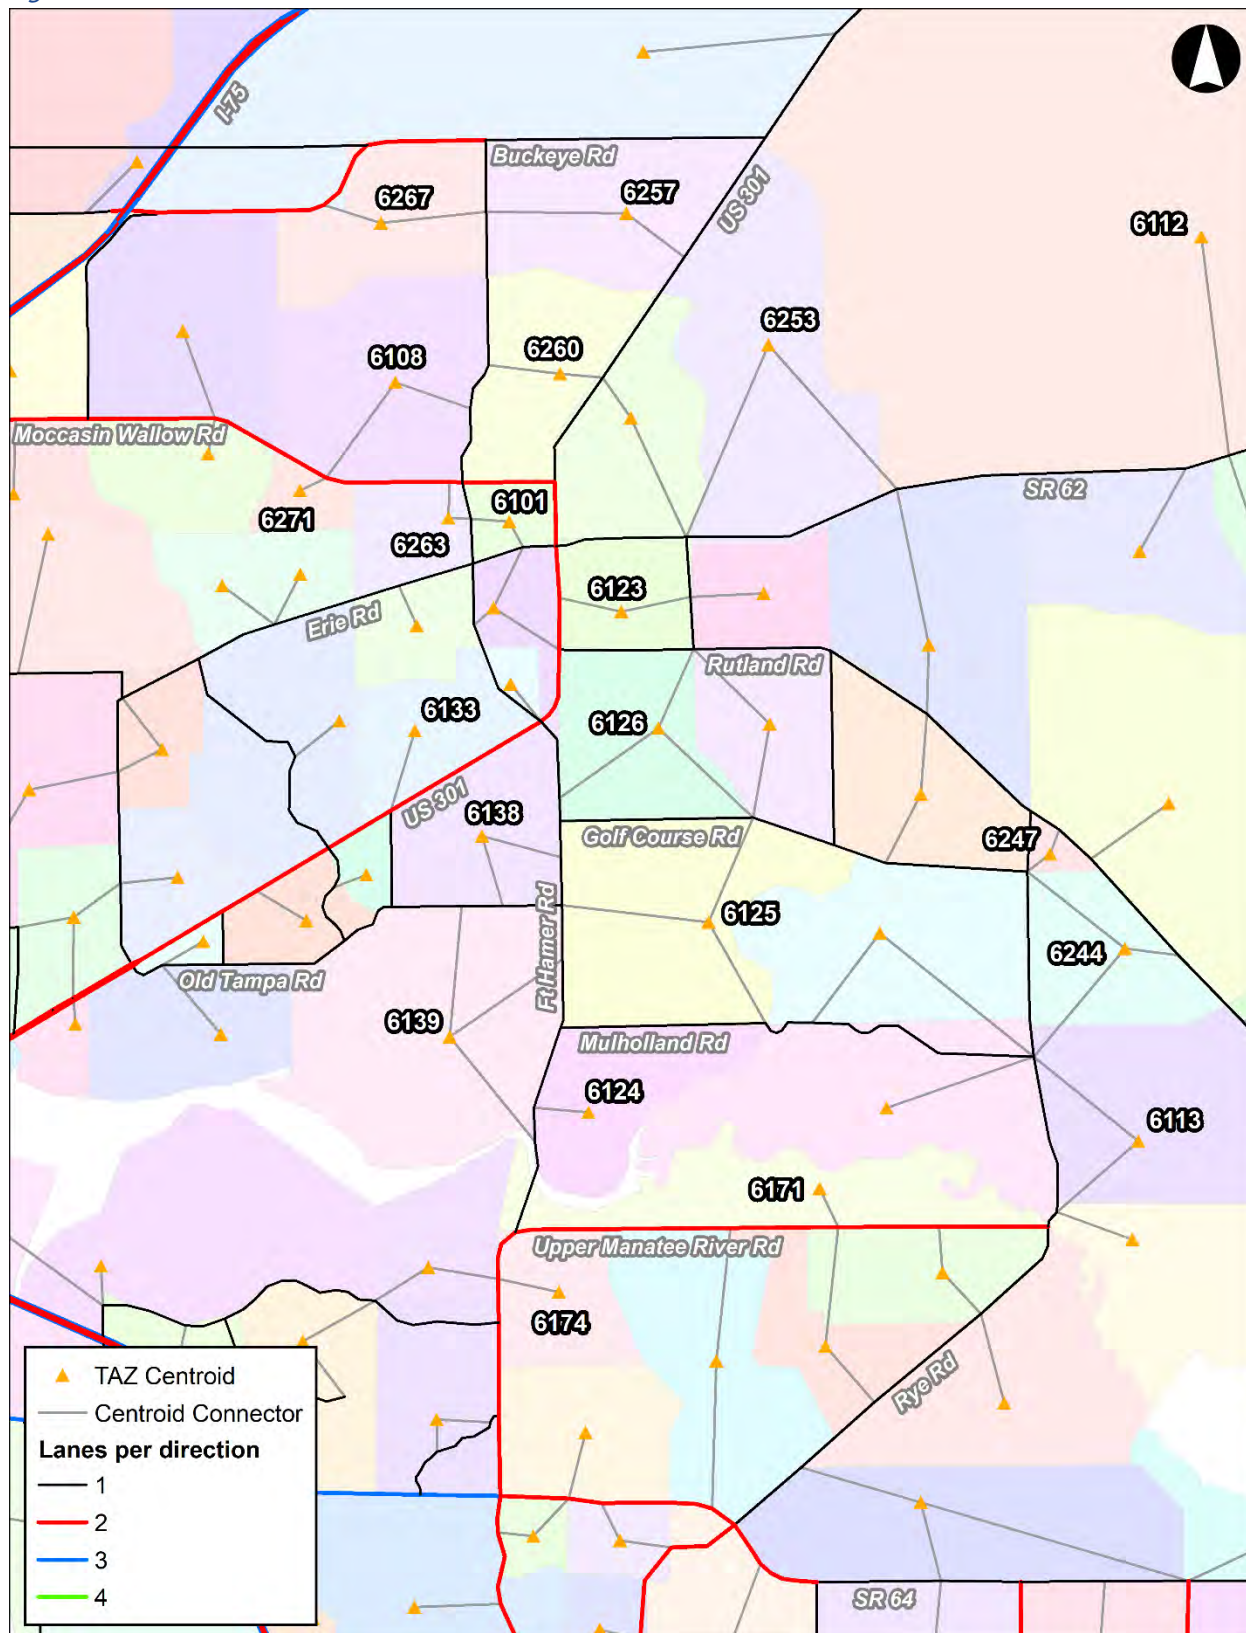 I-75
Buckeye Rd
6267
6257
US 301
6112
6253
6260
6108
Moccasin Wallow Rd
SR 62
6101
6271
6263
6123
Erie Rd
Rutland Rd
6133
6126
US 301
6138
Golf Course Rd
6247
6125
Ft Hamer Rd
6244
Old Tampa Rd
6139
Mulholland Rd
6124
6113
6171
Upper Manatee River Rd
6174
Rye Rd
TAZ Centroid
Centroid Connector
Lanes per direction
1
2
3
4
SR 64